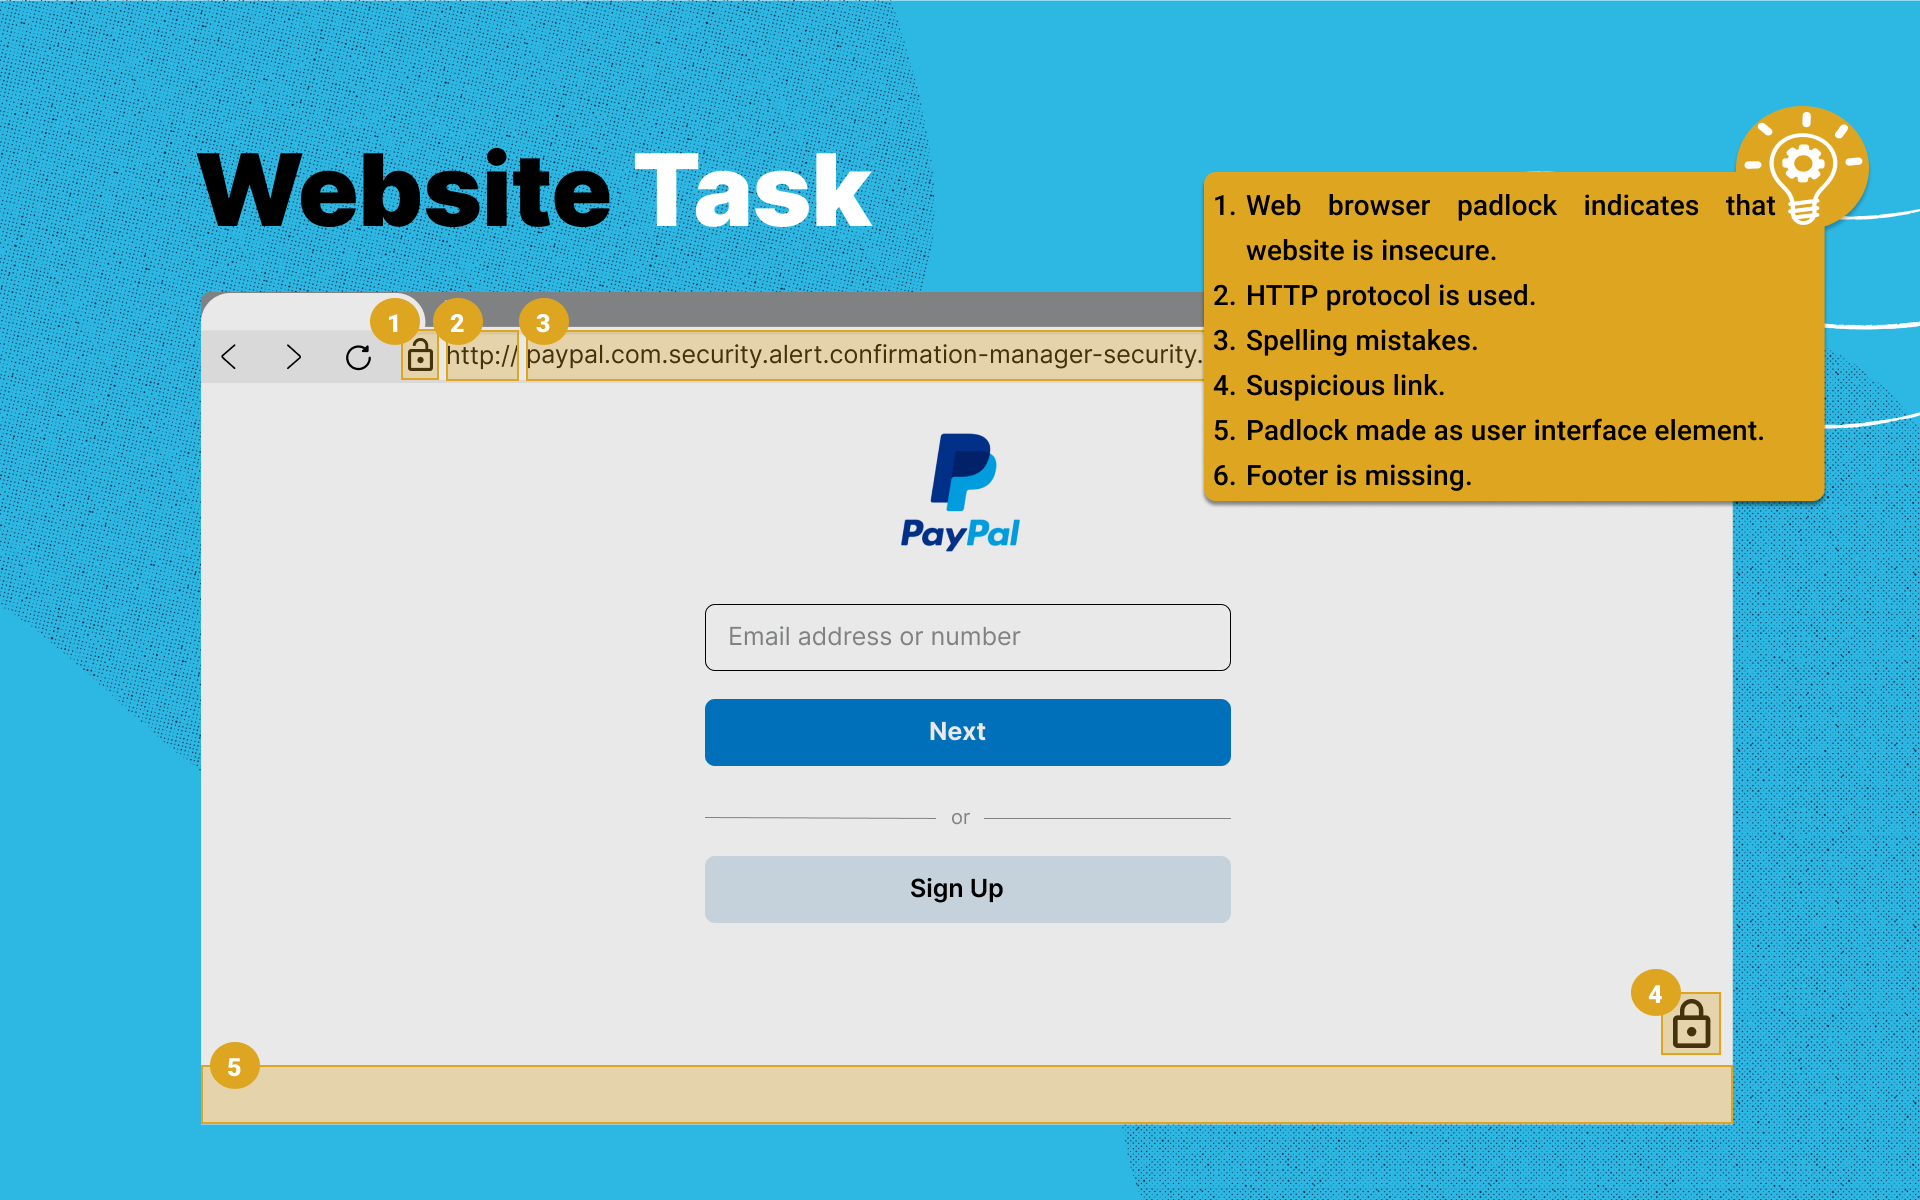 Website Task
1. Web browser padlock indicates that
website is insecure.
2. HTTP protocol is used.
3. Spelling mistakes.
4. Suspicious link.
5. Padlock made as user interface element.
6. Footer is missing.
1 2 3
http:// paypal.com.security.alert.confirmation-manager-security.
PayPal
Email address or number
Next
or
Sign Up
4
5